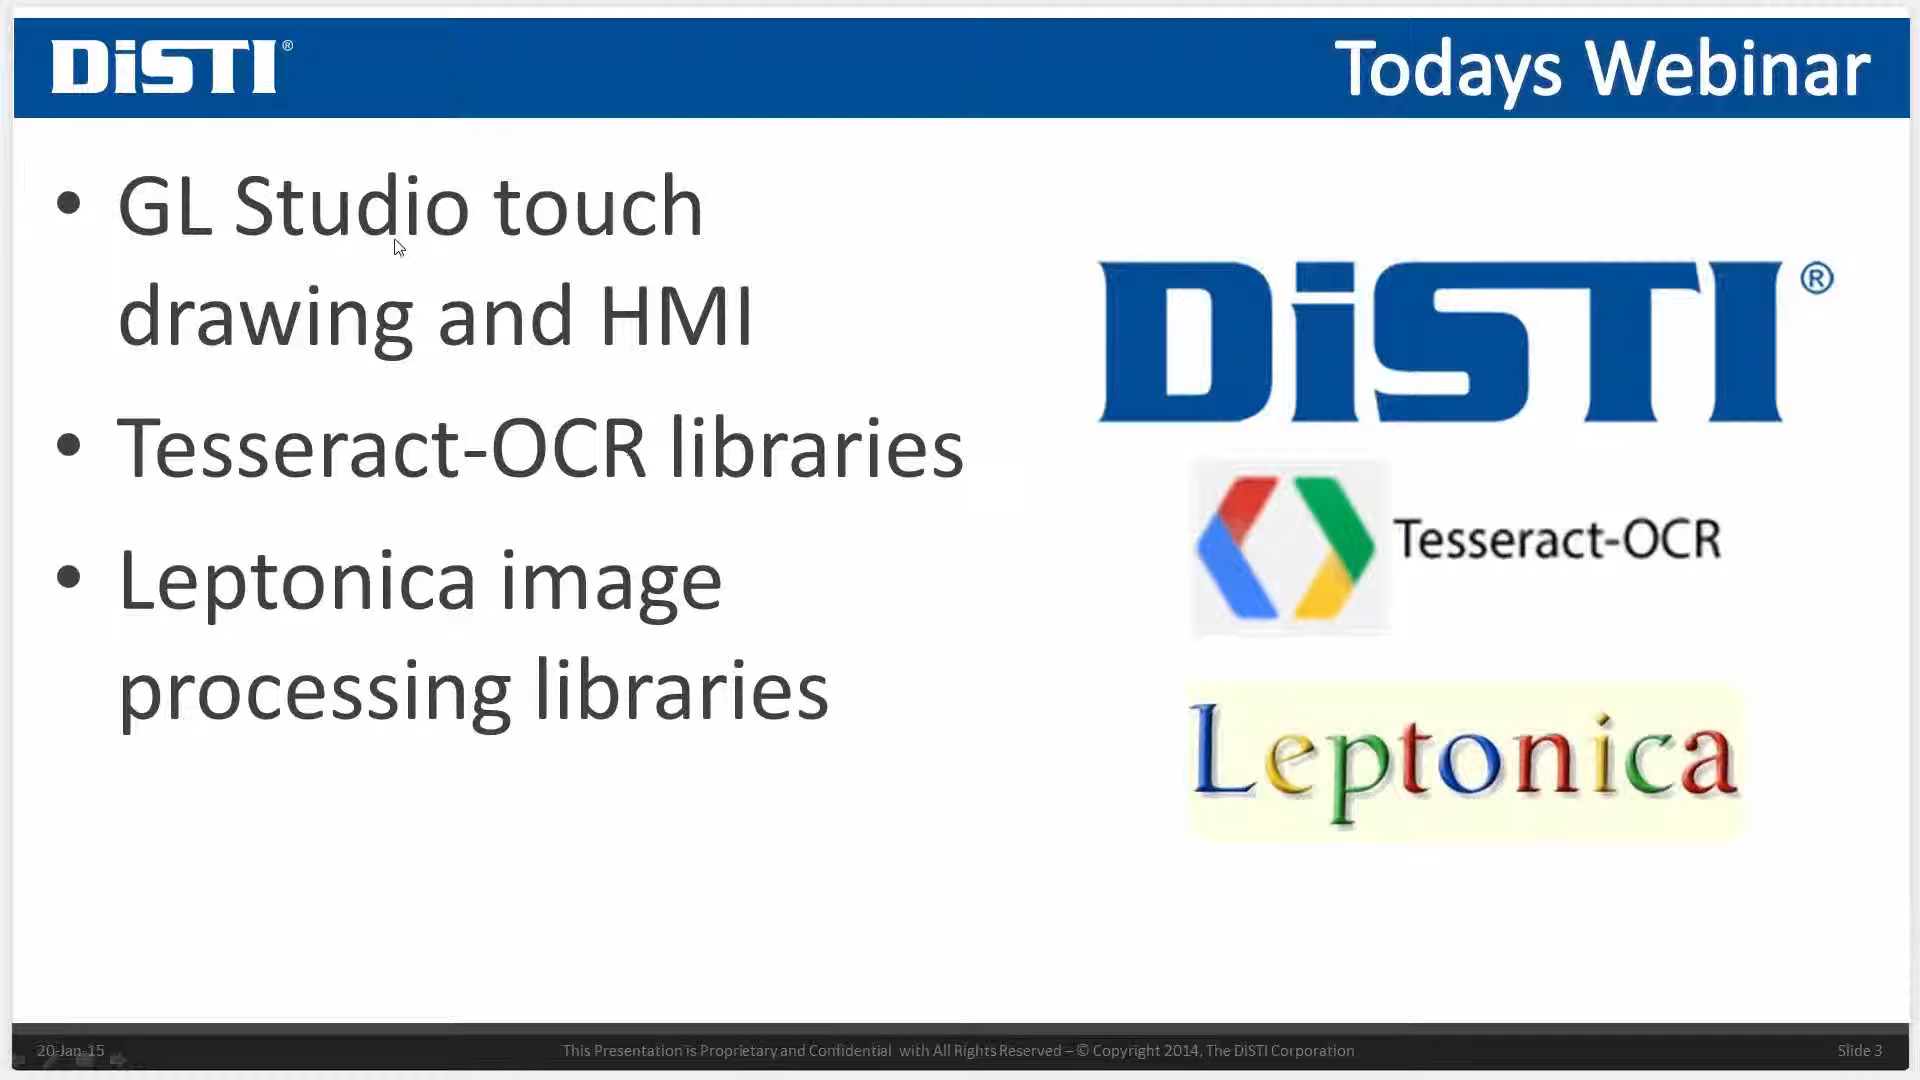 DiSTI®
Todays Webinar
• GL Studio touch
drawing and HMI
• Tesseract-OCR libraries
• Leptonica image
processing libraries
DiSTI®
Tesseract-OCR
Leptonica
20-Jan-15
This Presentation is Proprietary and Confidential with All Rights Reserved – © Copyright 2014, The DiSTI Corporation
Slide 3